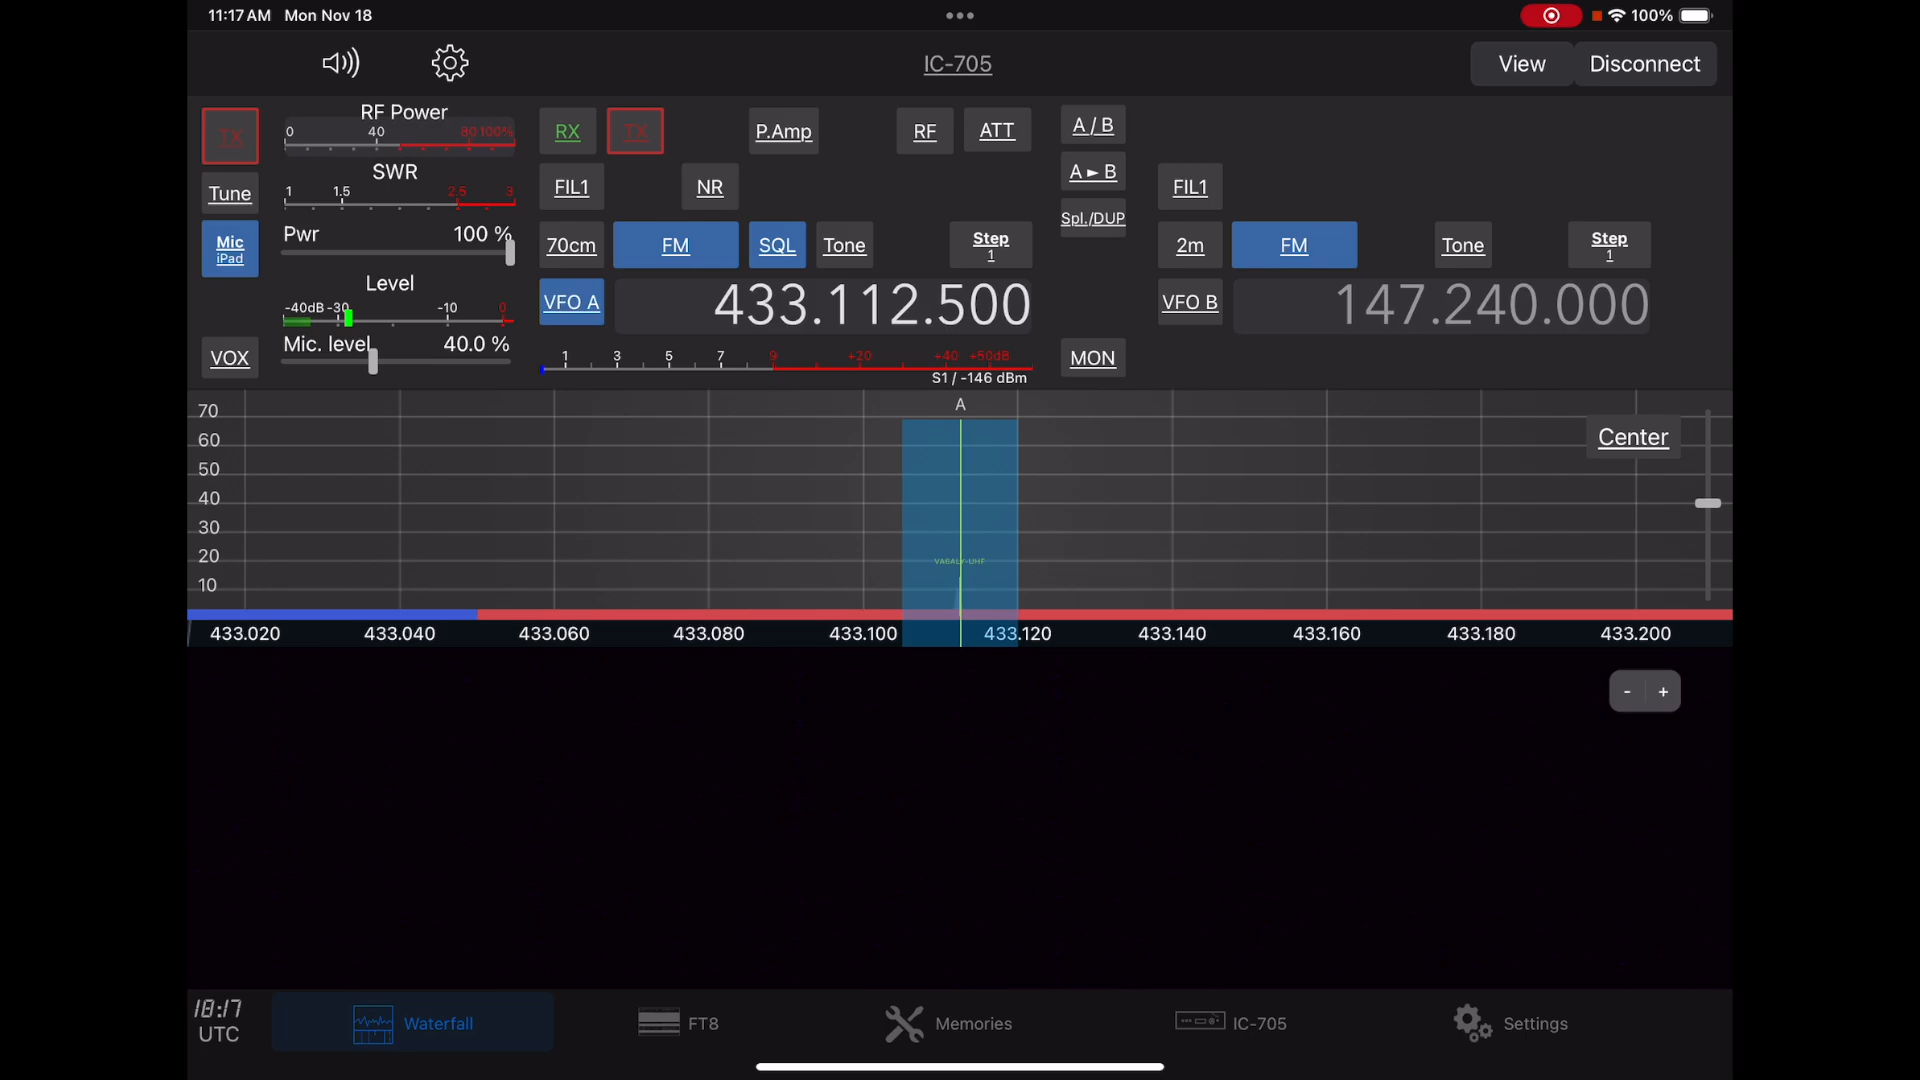 11:17 AM Mon Nov 18
100%
IC-705
View
Disconnect
TX
Tune
Mic
iPad
VOX
RF Power
0 40 80 100%
SWR
1 1.5 2.5 3
Pwr 100 %
Level
-40dB -30 -10 0
Mic. level 40.0 %
RX TX P.Amp RF ATT
FIL1 NR
70cm FM SQL Tone Step
1
VFO A 433.112.500
1 3 5 7 9 +20 +40 +50dB
S1 / -146 dBm
A / B
A ► B
Spl./DUP
MON
FIL1
2m FM Tone Step
1
VFO B 147.240.000
A
Center
70
60
50
40
30
20
10
433.020 433.040 433.060 433.080 433.100 433.120 433.140 433.160 433.180 433.200
- +
18:17
UTC
Waterfall
FT8
Memories
IC-705
Settings